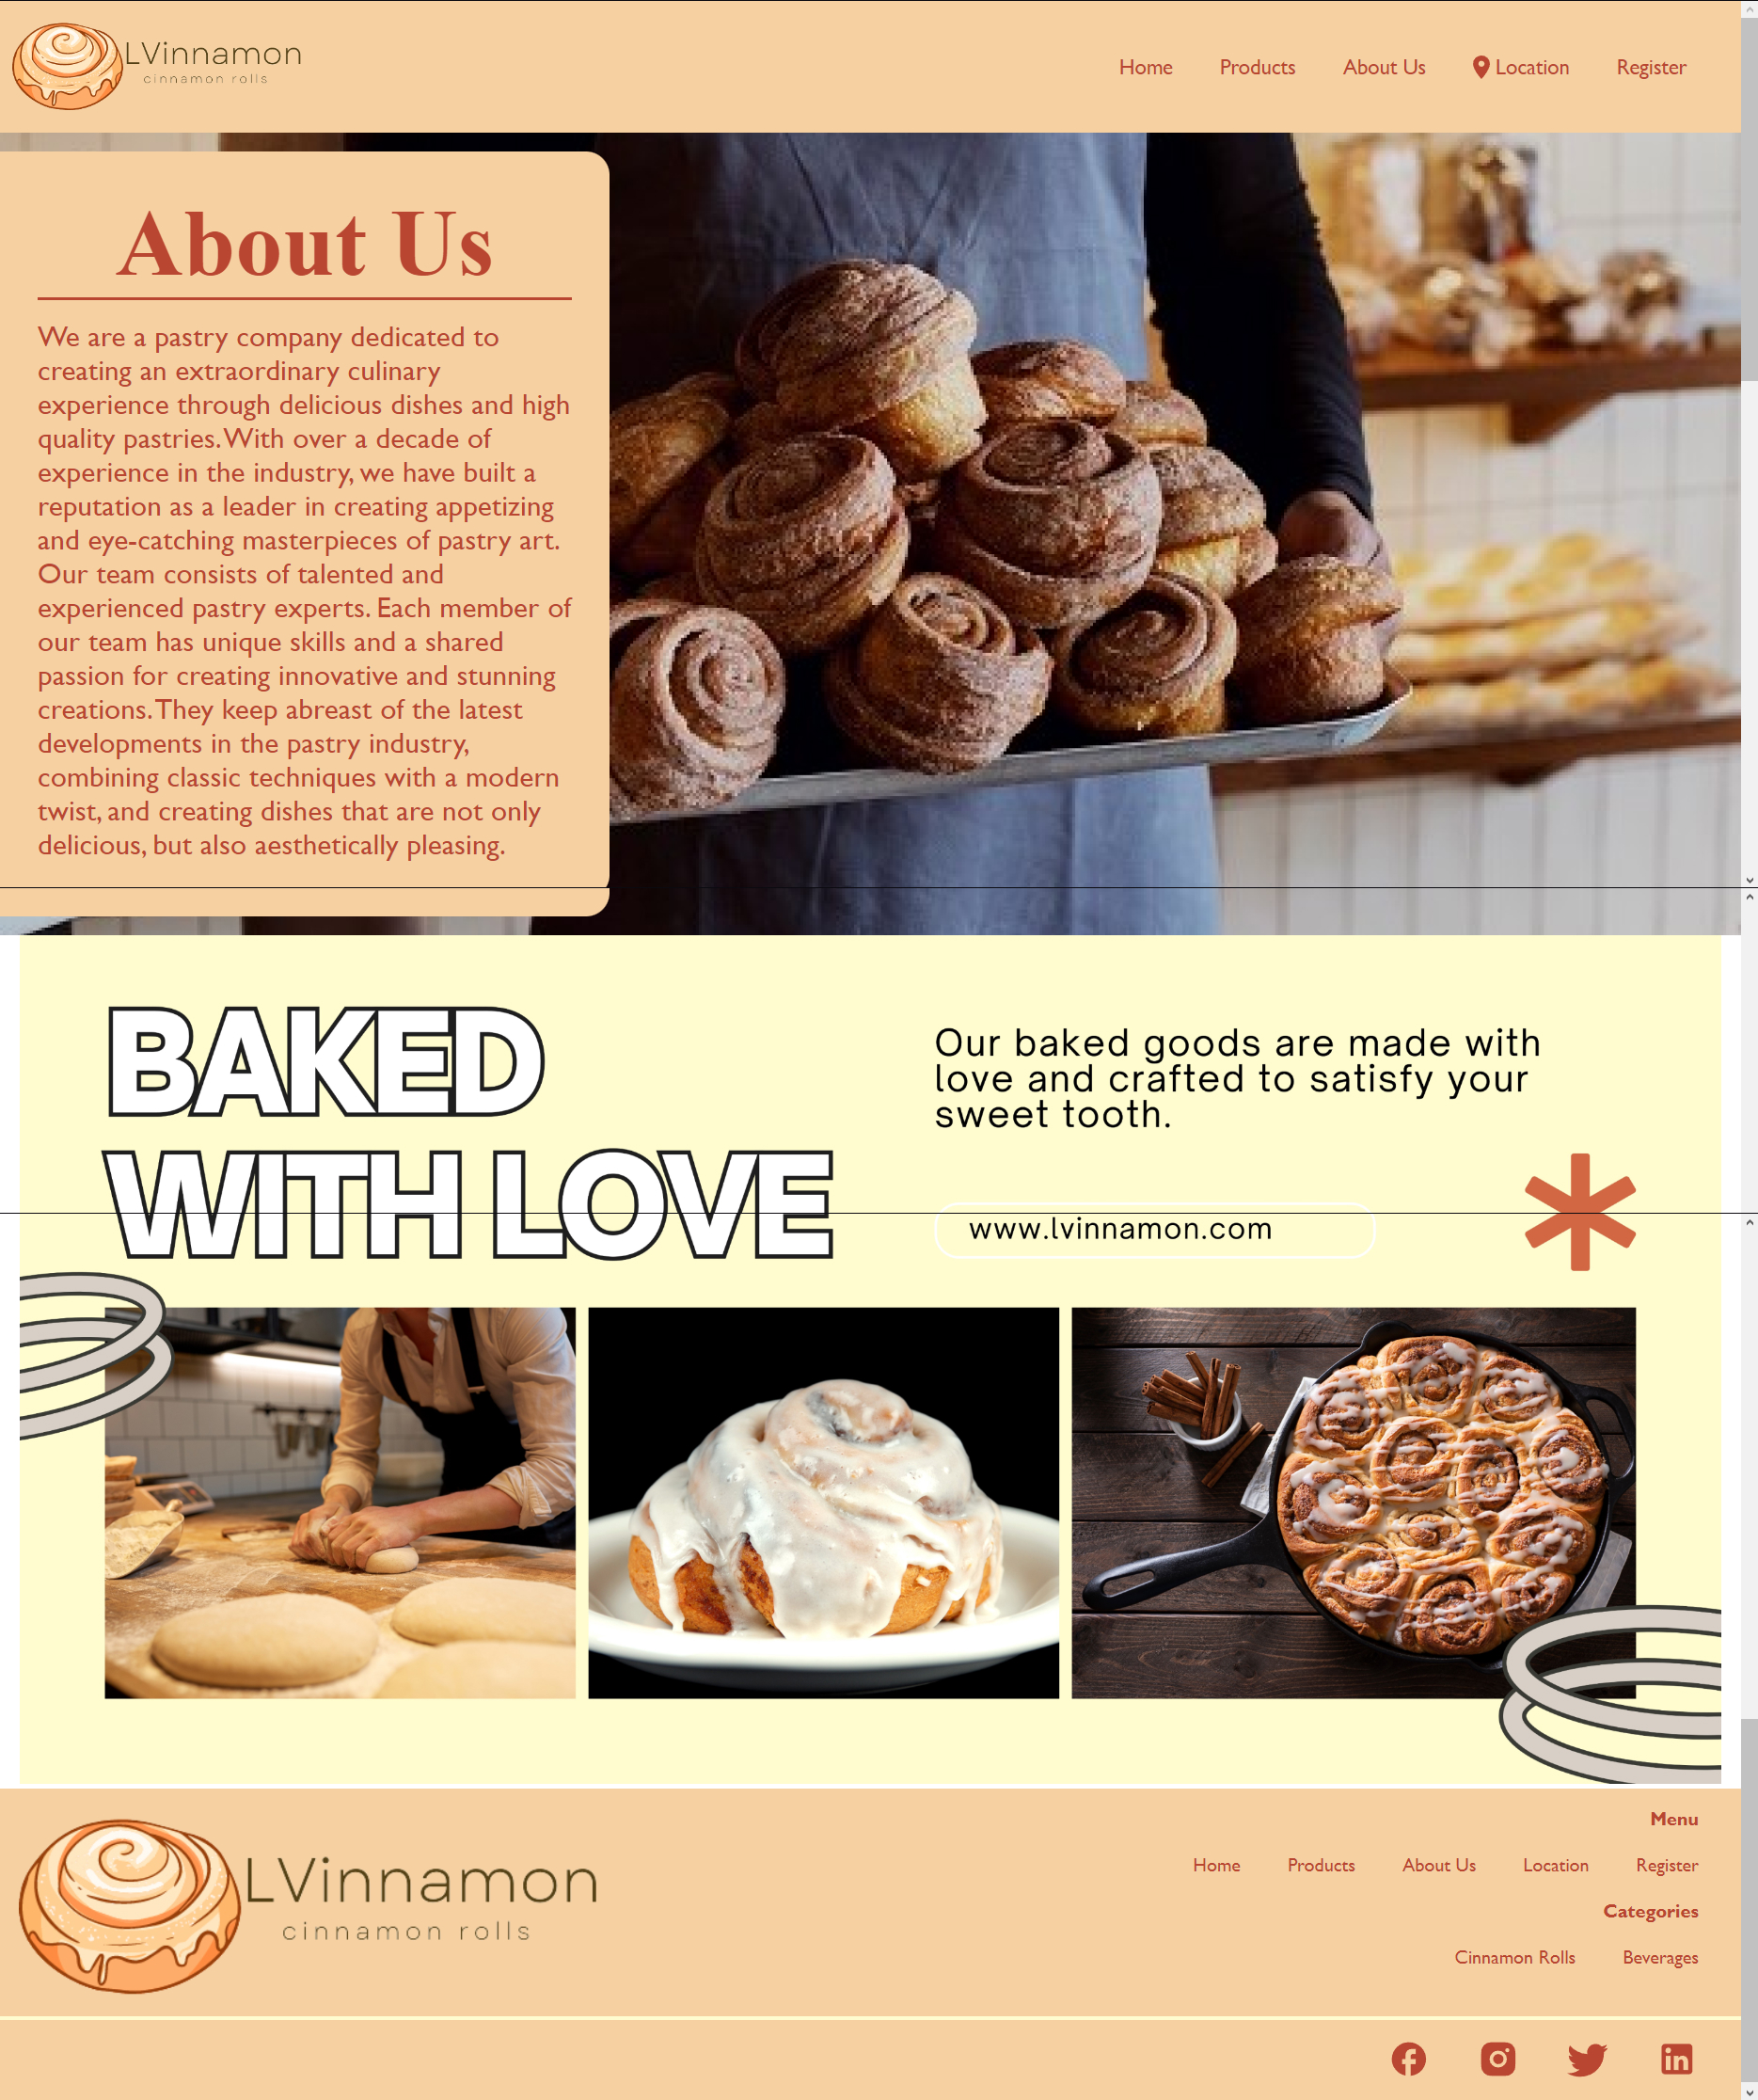 LVinnamon
cinnamon rolls
Home Products About Us Location Register
About Us
We are a pastry company dedicated to
creating an extraordinary culinary
experience through delicious dishes and high
quality pastries. With over a decade of
experience in the industry, we have built a
reputation as a leader in creating appetizing
and eye-catching masterpieces of pastry art.
Our team consists of talented and
experienced pastry experts. Each member of
our team has unique skills and a shared
passion for creating innovative and stunning
creations. They keep abreast of the latest
developments in the pastry industry,
combining classic techniques with a modern
twist, and creating dishes that are not only
delicious, but also aesthetically pleasing.
BAKED
WITH LOVE
Our baked goods are made with
love and crafted to satisfy your
sweet tooth.
www.lvinnamon.com
LVinnamon
cinnamon rolls
Menu
Home Products About Us Location Register
Categories
Cinnamon Rolls Beverages